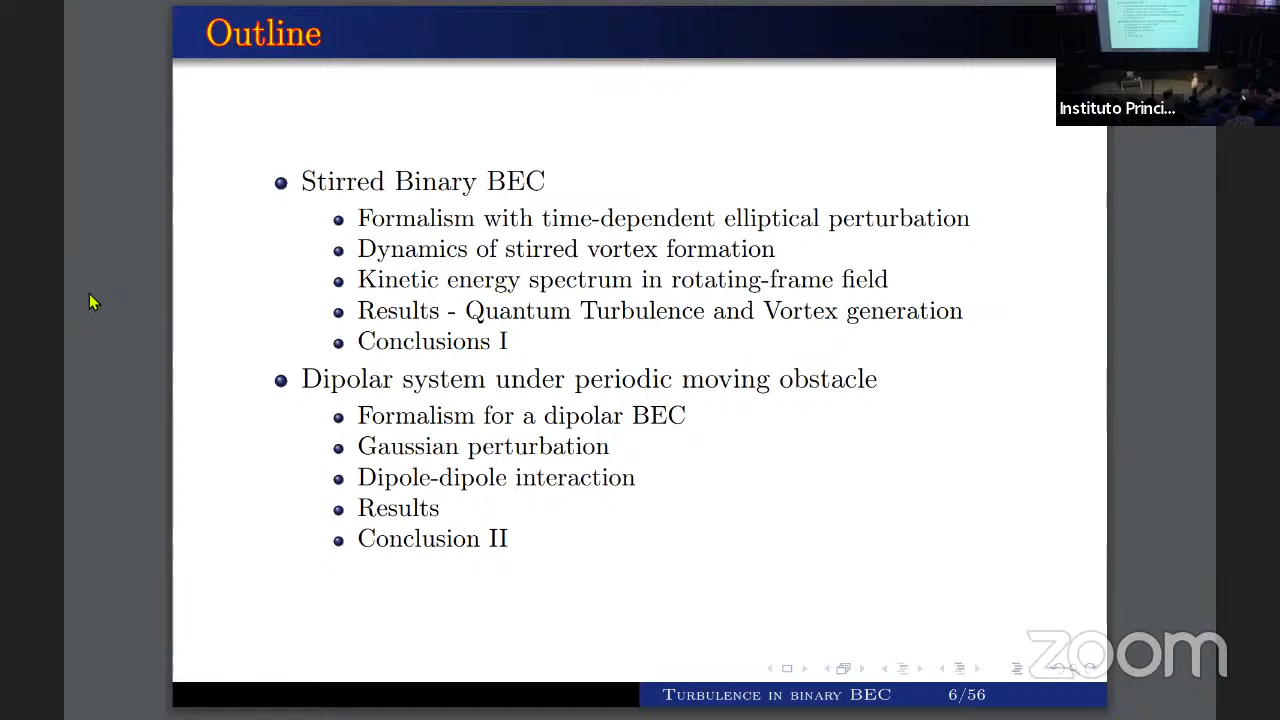 Outline
Instituto Princi...
Stirred Binary BEC
Formalism with time-dependent elliptical perturbation
Dynamics of stirred vortex formation
Kinetic energy spectrum in rotating-frame field
Results - Quantum Turbulence and Vortex generation
Conclusions I
Dipolar system under periodic moving obstacle
Formalism for a dipolar BEC
Gaussian perturbation
Dipole-dipole interaction
Results
Conclusion II
zoom
Turbulence in binary BEC 6/56